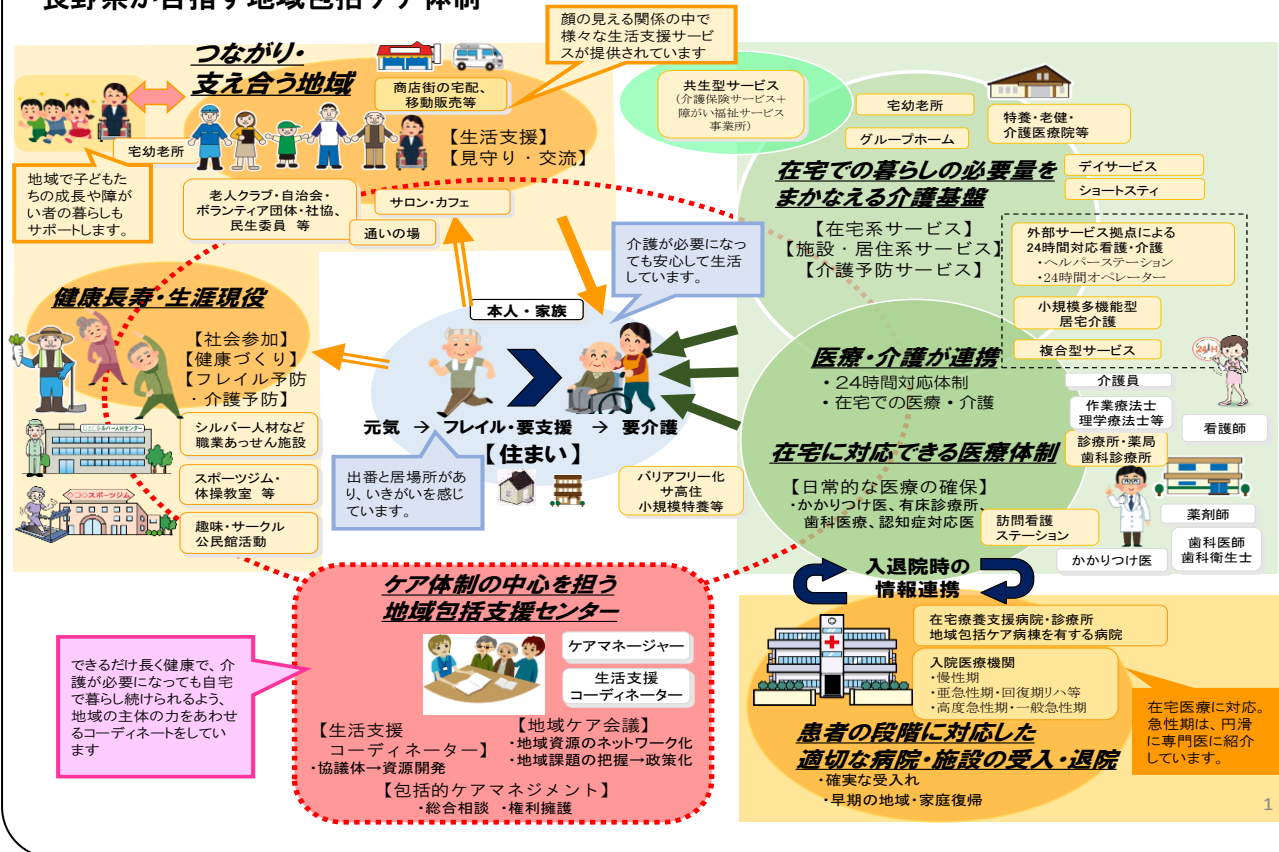 長野県が目指す地域包括ケア体制
顔の見える関係の中で
様々な生活支援サービ
スが提供されています
つながり・
支え合う地域
商店街の宅配、
移動販売等
【生活支援】
【見守り・交流】
宅幼老所
地域で子どもた
ちの成長や障が
い者の暮らしも
サポートします。
老人クラブ・自治会・
ボランティア団体・社協、
民生委員 等
サロン・カフェ
通いの場
共生型サービス
(介護保険サービス＋
障がい福祉サービス
事業所)
宅幼老所
グループホーム
特養・老健・
介護医療院等
在宅での暮らしの必要量を
まかなえる介護基盤
デイサービス
ショートスティ
【在宅系サービス】
【施設・居住系サービス】
【介護予防サービス】
外部サービス拠点による
24時間対応看護・介護
・ヘルパーステーション
・24時間オペレーター
小規模多機能型
居宅介護
複合型サービス
24H
介護が必要になっ
ても安心して生活
しています。
健康長寿・生涯現役
【社会参加】
【健康づくり】
【フレイル予防
・介護予防】
シルバー人材など
職業あっせん施設
スポーツジム・
体操教室 等
趣味・サークル
公民館活動
シルバー人材センター
スポーツジム
本人・家族
元気 → フレイル・要支援 → 要介護
【住まい】
出番と居場所があ
り、いきがいを感じ
ています。
バリアフリー化
サ高住
小規模特養等
医療・介護が連携
・24時間対応体制
・在宅での医療・介護
介護員
作業療法士
理学療法士等
看護師
診療所・薬局
歯科診療所
在宅に対応できる医療体制
【日常的な医療の確保】
・かかりつけ医、有床診療所、
歯科医療、認知症対応医
訪問看護
ステーション
薬剤師
かかりつけ医
歯科医師
歯科衛生士
入退院時の
情報連携
在宅療養支援病院・診療所
地域包括ケア病棟を有する病院
入院医療機関
・慢性期
・亜急性期・回復期リハ等
・高度急性期・一般急性期
患者の段階に対応した
適切な病院・施設の受入・退院
・確実な受入れ
・早期の地域・家庭復帰
在宅医療に対応。
急性期は、円滑
に専門医に紹介
しています。
ケア体制の中心を担う
地域包括支援センター
ケアマネージャー
生活支援
コーディネーター
【生活支援
コーディネーター】
・協議体→資源開発
【地域ケア会議】
・地域資源のネットワーク化
・地域課題の把握→政策化
【包括的ケアマネジメント】
・総合相談 ・権利擁護
できるだけ長く健康で、介
護が必要になっても自宅
で暮らし続けられるよう、
地域の主体の力をあわせ
るコーディネートをしてい
ます
1